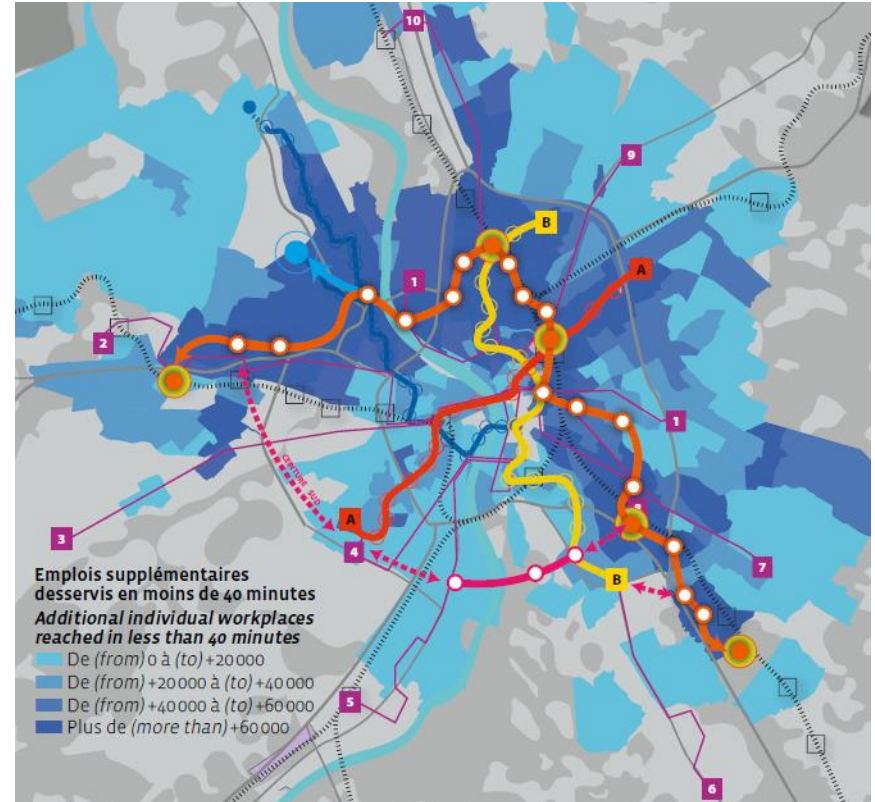 10
9
B
A
1
2
1
CEINTURE SUD
3
A
4
8
7
B
Emplois supplémentaires
desservis en moins de 40 minutes
Additional individual workplaces
reached in less than 40 minutes
De (from) 0 à (to) +20 000
De (from) +20 000 à (to) +40 000
De (from) +40 000 à (to) +60 000
Plus de (more than) +60 000
5
6